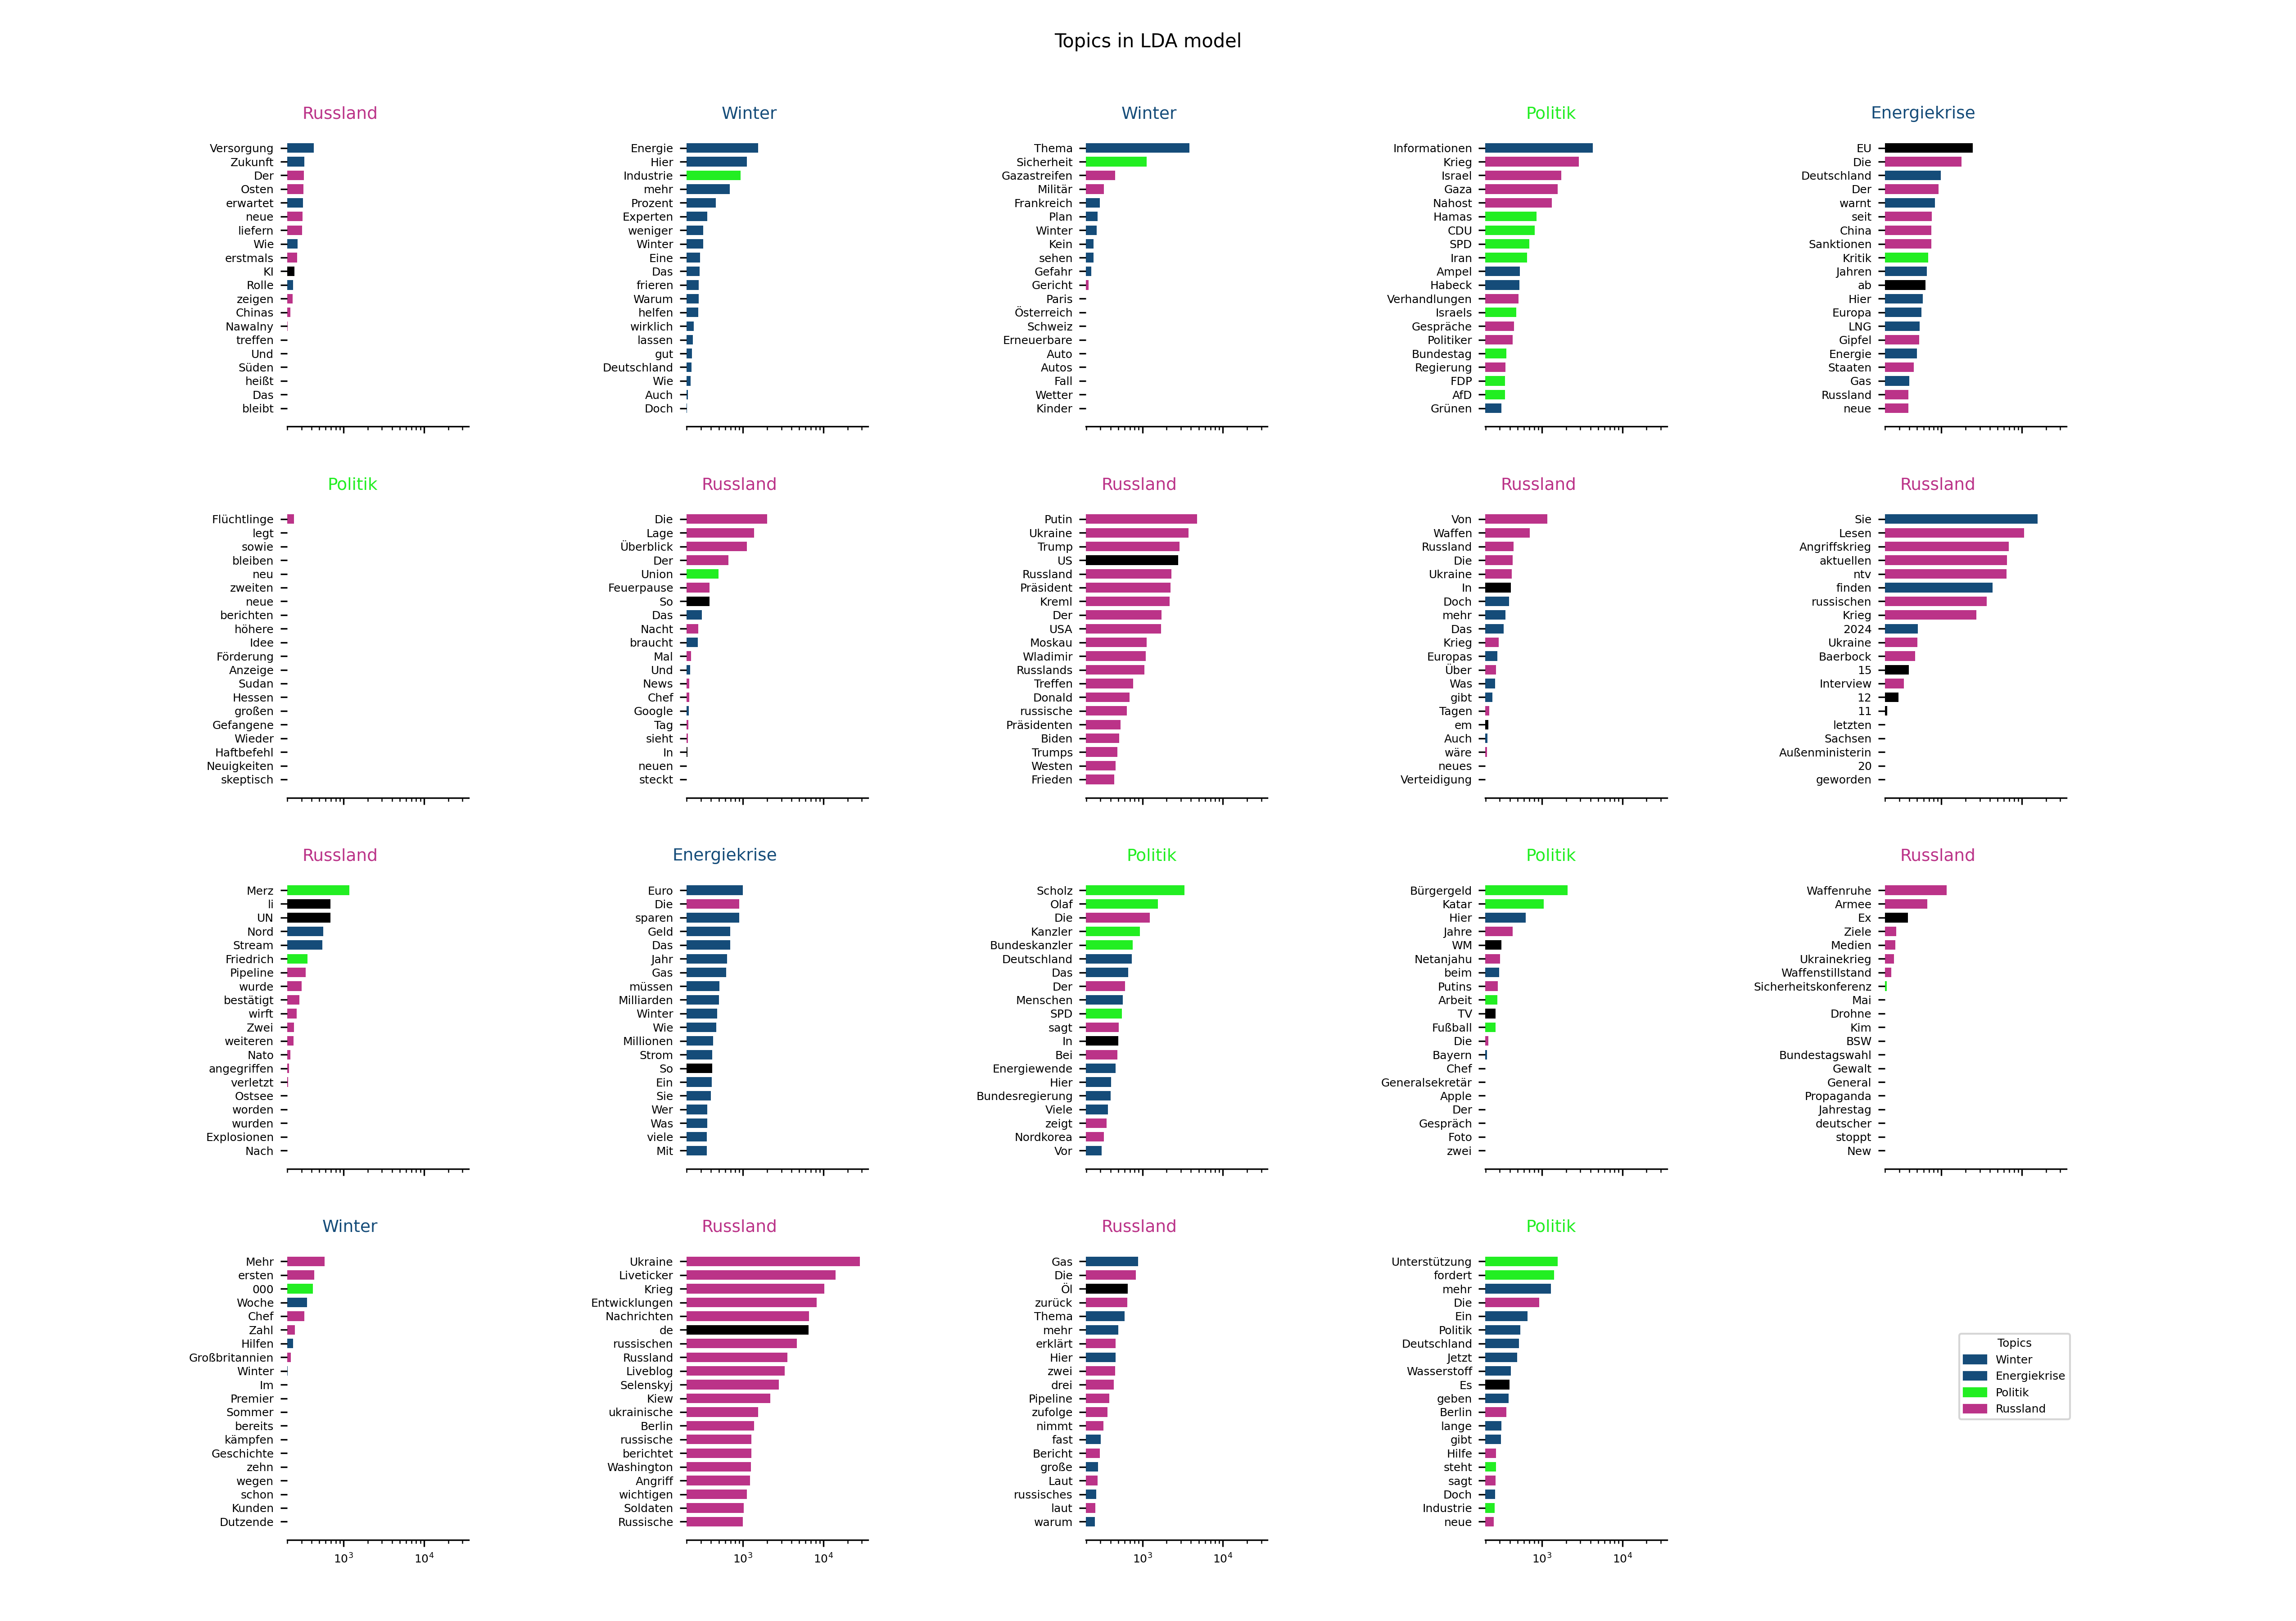 Topics in LDA model
Russland
Versorgung
Zukunft
Der
Osten
erwartet
neue
liefern
Wie
erstmals
KI
Rolle
zeigen
Chinas
Nawalny
treffen
Und
Süden
heißt
Das
bleibt
Winter
Energie
Hier
Industrie
mehr
Prozent
Experten
weniger
Winter
Eine
Das
frieren
Warum
helfen
wirklich
lassen
gut
Deutschland
Wie
Auch
Doch
Winter
Thema
Sicherheit
Gazastreifen
Militär
Frankreich
Plan
Winter
Kein
sehen
Gefahr
Gericht
Paris
Österreich
Schweiz
Erneuerbare
Auto
Autos
Fall
Wetter
Kinder
Politik
Informationen
Krieg
Israel
Gaza
Nahost
Hamas
CDU
SPD
Iran
Ampel
Habeck
Verhandlungen
Israels
Gespräche
Politiker
Bundestag
Regierung
FDP
AfD
Grünen
Energiekrise
EU
Die
Deutschland
Der
warnt
seit
China
Sanktionen
Kritik
Jahren
ab
Hier
Europa
LNG
Gipfel
Energie
Staaten
Gas
Russland
neue
Politik
Flüchtlinge
legt
sowie
bleiben
neu
zweiten
neue
berichten
höhere
Idee
Förderung
Anzeige
Sudan
Hessen
großen
Gefangene
Wieder
Haftbefehl
Neuigkeiten
skeptisch
Russland
Die
Lage
Überblick
Der
Union
Feuerpause
So
Das
Nacht
braucht
Mal
Und
News
Chef
Google
Tag
sieht
In
neuen
steckt
Russland
Putin
Ukraine
Trump
US
Russland
Präsident
Kreml
Der
USA
Moskau
Wladimir
Russlands
Treffen
Donald
russische
Präsidenten
Biden
Trumps
Westen
Frieden
Russland
Von
Waffen
Russland
Die
Ukraine
In
Doch
mehr
Das
Krieg
Europas
Über
Was
gibt
Tagen
em
Auch
wäre
neues
Verteidigung
Russland
Sie
Lesen
Angriffskrieg
aktuellen
ntv
finden
russischen
Krieg
2024
Ukraine
Baerbock
15
Interview
12
11
letzten
Sachsen
Außenministerin
20
geworden
Russland
Merz
li
UN
Nord
Stream
Friedrich
Pipeline
wurde
bestätigt
wirft
Zwei
weiteren
Nato
angegriffen
verletzt
Ostsee
worden
wurden
Explosionen
Nach
Energiekrise
Euro
Die
sparen
Geld
Das
Jahr
Gas
müssen
Milliarden
Winter
Wie
Millionen
Strom
So
Ein
Sie
Wer
Was
viele
Mit
Politik
Scholz
Olaf
Die
Kanzler
Bundeskanzler
Deutschland
Das
Der
Menschen
SPD
sagt
In
Bei
Energiewende
Hier
Bundesregierung
Viele
zeigt
Nordkorea
Vor
Politik
Bürgergeld
Katar
Hier
Jahre
WM
Netanjahu
beim
Putins
Arbeit
TV
Fußball
Die
Bayern
Chef
Generalsekretär
Apple
Der
Gespräch
Foto
zwei
Russland
Waffenruhe
Armee
Ex
Ziele
Medien
Ukrainekrieg
Waffenstillstand
Sicherheitskonferenz
Mai
Drohne
Kim
BSW
Bundestagswahl
Gewalt
General
Propaganda
Jahrestag
deutscher
stoppt
New
Winter
Mehr
ersten
000
Woche
Chef
Zahl
Hilfen
Großbritannien
Winter
Im
Premier
Sommer
bereits
kämpfen
Geschichte
zehn
wegen
schon
Kunden
Dutzende
10³ 10⁴
Russland
Ukraine
Liveticker
Krieg
Entwicklungen
Nachrichten
de
russischen
Russland
Liveblog
Selenskyj
Kiew
ukrainische
Berlin
russische
berichtet
Washington
Angriff
wichtigen
Soldaten
Russische
10³ 10⁴
Russland
Gas
Die
Öl
zurück
Thema
mehr
erklärt
Hier
zwei
drei
Pipeline
zufolge
nimmt
fast
Bericht
große
Laut
russisches
laut
warum
10³ 10⁴
Politik
Unterstützung
fordert
mehr
Die
Ein
Politik
Deutschland
Jetzt
Wasserstoff
Es
geben
Berlin
lange
gibt
Hilfe
steht
sagt
Doch
Industrie
neue
10³ 10⁴
Topics
Winter
Energiekrise
Politik
Russland